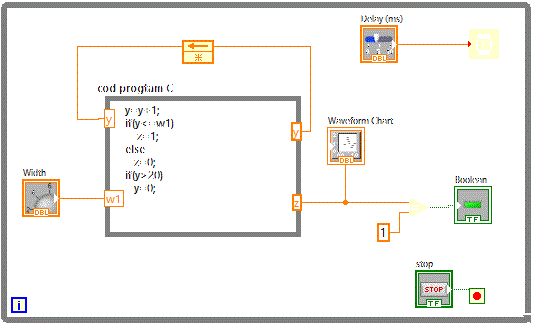 Delay (ms)
DBL
cod program C
y
y=y+1;
if(y<=w1)
z=1;
else
z=0;
if(y>20)
y=0;
y
Waveform Chart
DBL
Width
DBL
w1
z
1
Boolean
TF
stop
STOP
TF
i